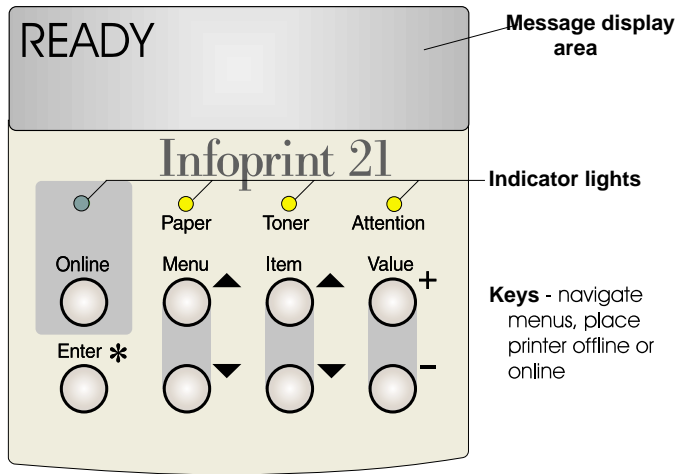 READY
Message display
area
Infoprint 21
Indicator lights
Paper Toner Attention
Online Menu Item Value +
Keys - navigate
menus, place
printer offline or
online
Enter * -